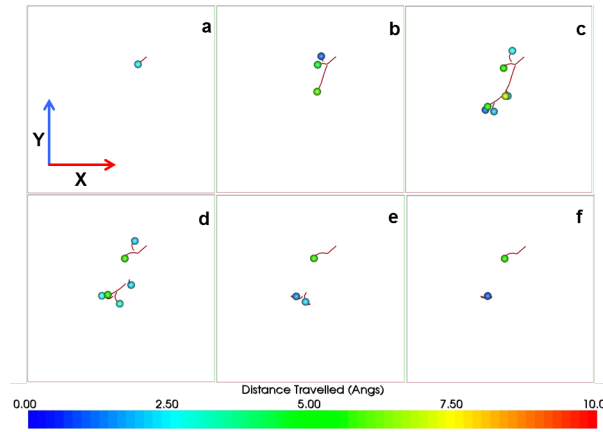 a
b
c
Y
X
d
e
f
Distance Travelled (Angs)
0.00 2.50 5.00 7.50 10.0